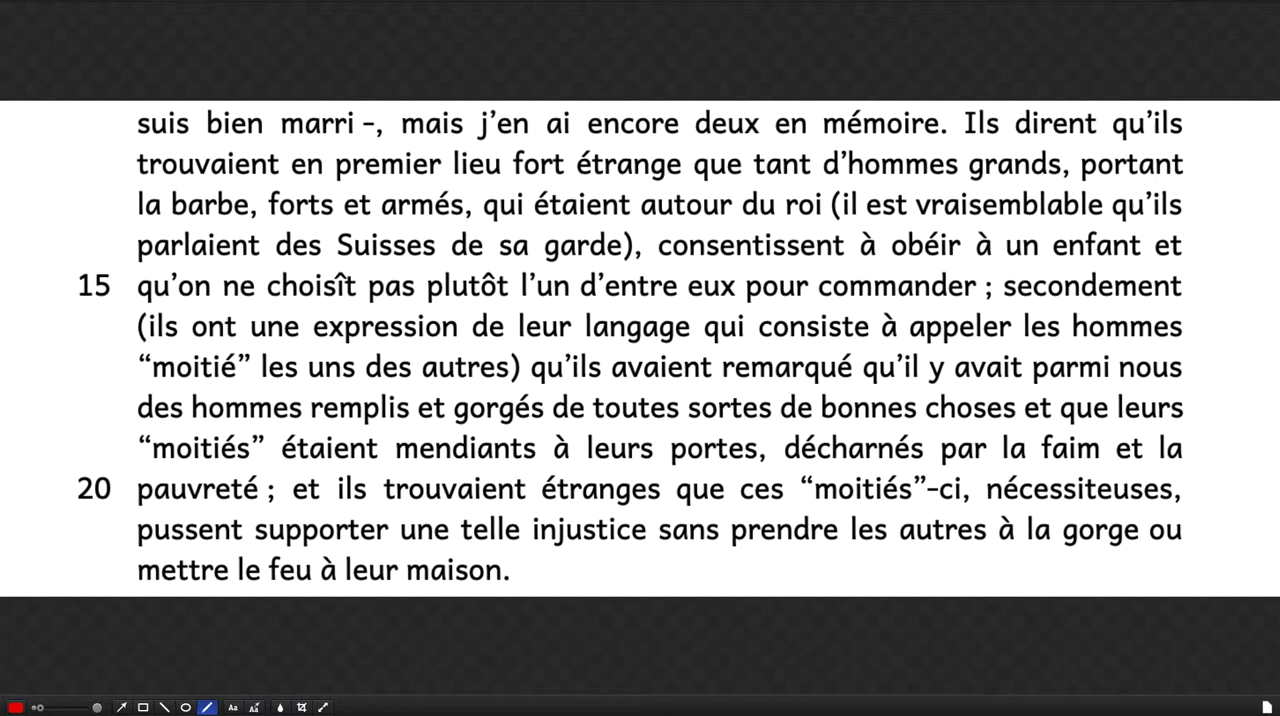 suis bien marri -, mais j’en ai encore deux en mémoire. Ils dirent qu’ils
trouvaient en premier lieu fort étrange que tant d’hommes grands, portant
la barbe, forts et armés, qui étaient autour du roi (il est vraisemblable qu’ils
parlaient des Suisses de sa garde), consentissent à obéir à un enfant et
15 qu’on ne choisît pas plutôt l’un d’entre eux pour commander ; secondement
(ils ont une expression de leur langage qui consiste à appeler les hommes
“moitié” les uns des autres) qu’ils avaient remarqué qu’il y avait parmi nous
des hommes remplis et gorgés de toutes sortes de bonnes choses et que leurs
“moitiés” étaient mendiants à leurs portes, décharnés par la faim et la
20 pauvreté ; et ils trouvaient étranges que ces “moitiés”-ci, nécessiteuses,
pussent supporter une telle injustice sans prendre les autres à la gorge ou
mettre le feu à leur maison.
Aa Aa